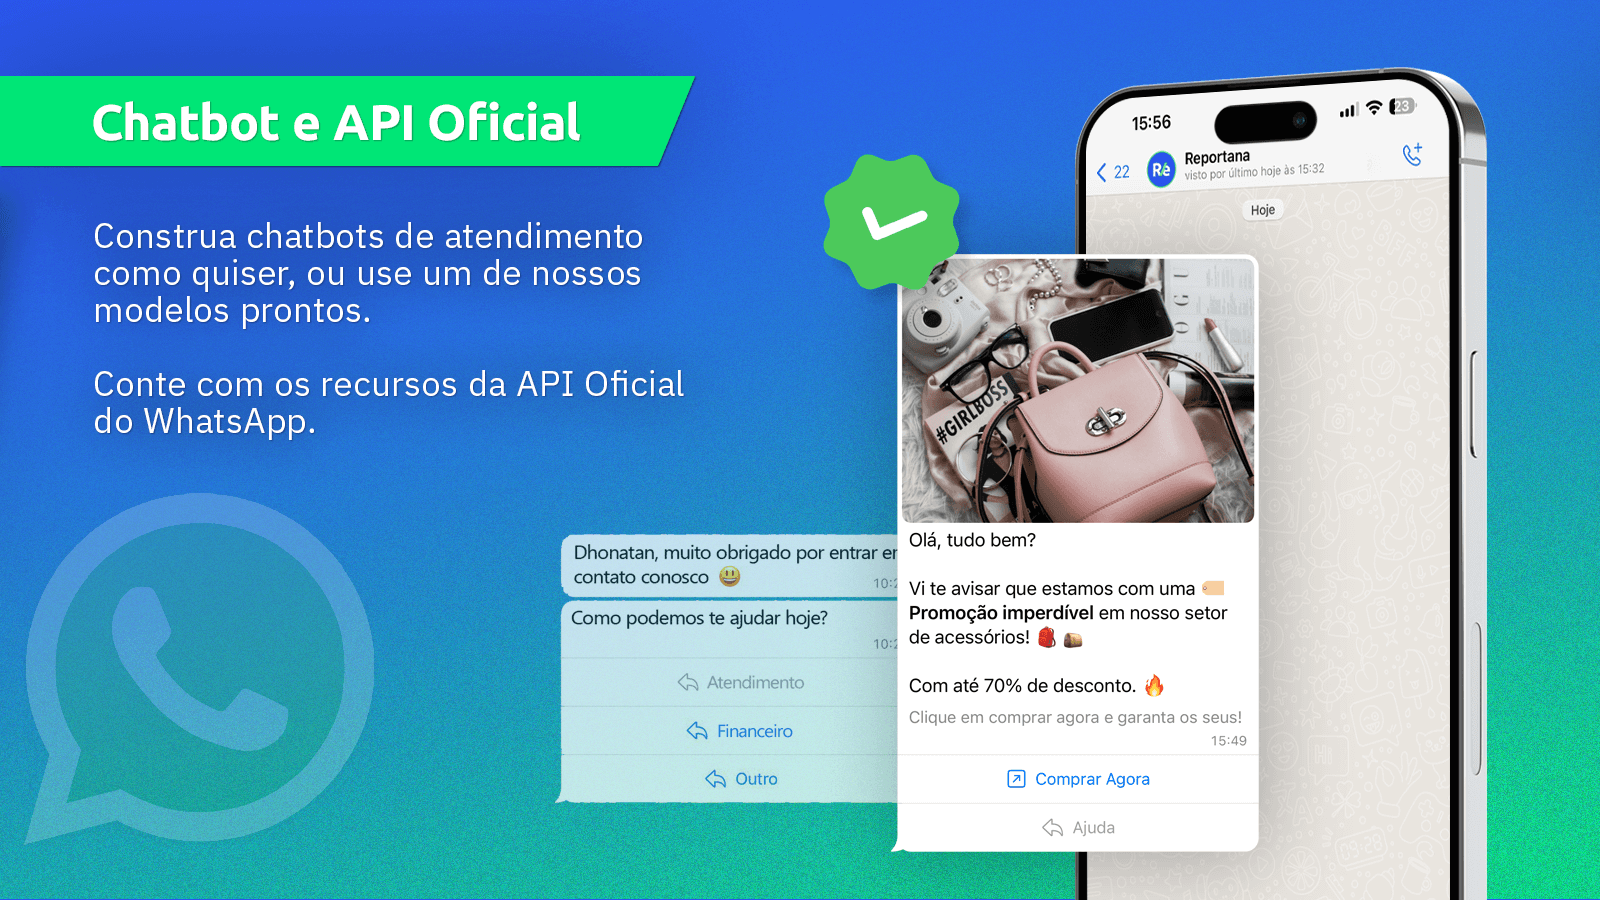 Chatbot e API Oficial
Construa chatbots de atendimento
como quiser, ou use um de nossos
modelos prontos.
Conte com os recursos da API Oficial
do WhatsApp.
15:56
23
22
Rė
Reportana
visto por último hoje às 15:32
Hoje
#GIRLBOSS
Olá, tudo bem?
Vi te avisar que estamos com uma
Promoção imperdível em nosso setor
de acessórios!
Com até 70% de desconto. 🔥
Clique em comprar agora e garanta os seus!
15:49
Comprar Agora
Ajuda
Dhonatan, muito obrigado por entrar
contato conosco 😃
Como podemos te ajudar hoje?
Atendimento
Financeiro
Outro